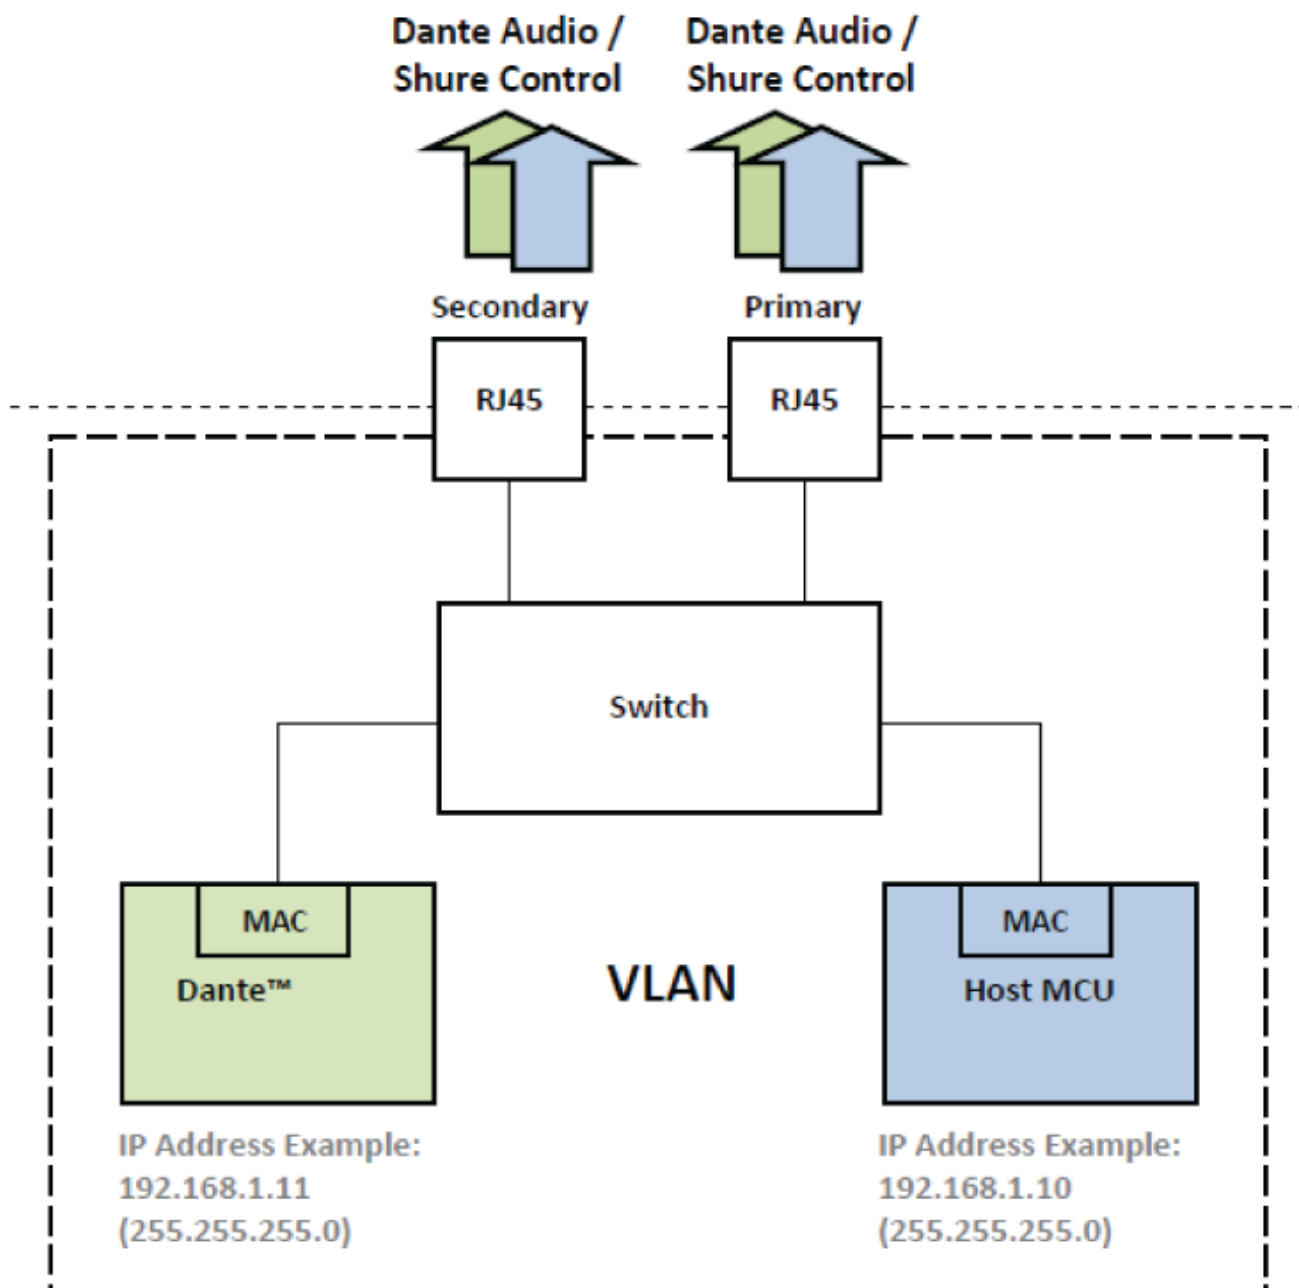 Dante Audio /
Shure Control
Dante Audio /
Shure Control
Secondary
Primary
RJ45
RJ45
Switch
MAC
Dante™
VLAN
MAC
Host MCU
IP Address Example:
192.168.1.11
(255.255.255.0)
IP Address Example:
192.168.1.10
(255.255.255.0)